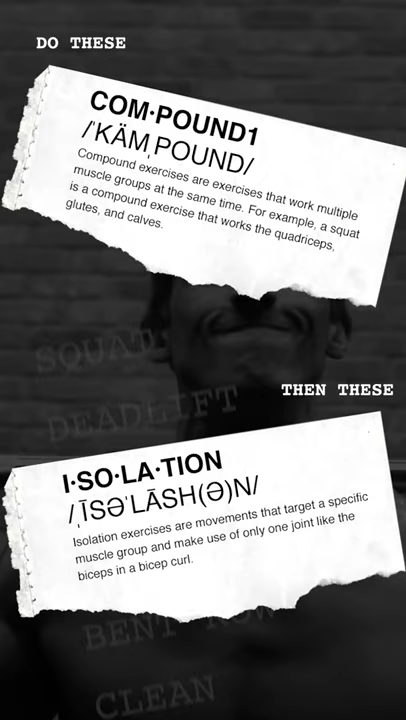 DO THESE
COM·POUND1
/ˈKÄMˌPOUND/
Compound exercises are exercises that work multiple
muscle groups at the same time. For example, a squat
is a compound exercise that works the quadriceps,
glutes, and calves.
SQUAT
DEADLIFT
THEN THESE
I·SO·LA·TION
/ˌĪSƏˈLĀSH(Ə)N/
Isolation exercises are movements that target a specific
muscle group and make use of only one joint like the
biceps in a bicep curl.
BENT ROW
CLEAN